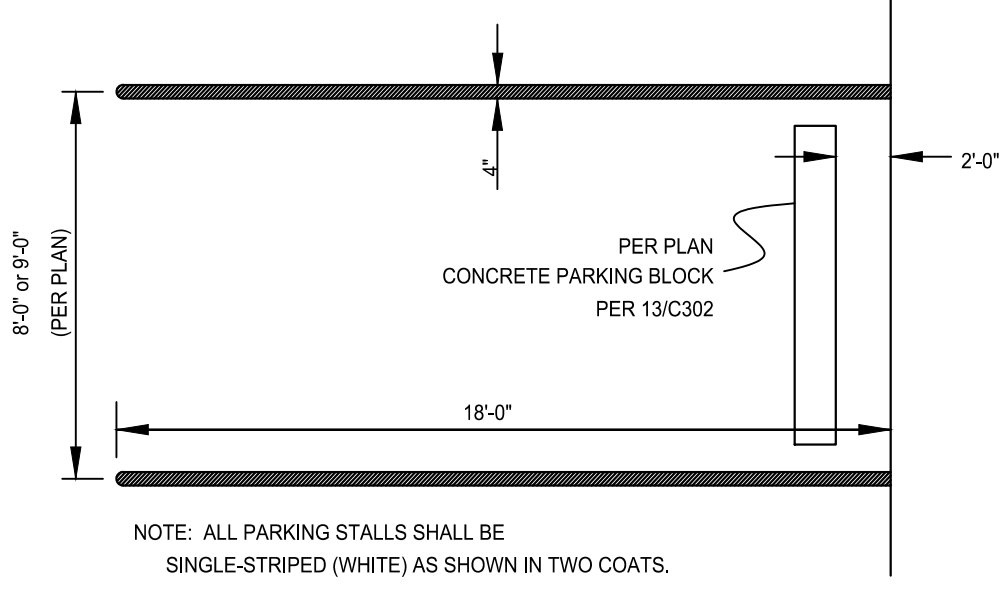 4"
2'-0"
8'-0" or 9'-0"
(PER PLAN)
PER PLAN
CONCRETE PARKING BLOCK
PER 13/C302
18'-0"
NOTE: ALL PARKING STALLS SHALL BE
SINGLE-STRIPED (WHITE) AS SHOWN IN TWO COATS.